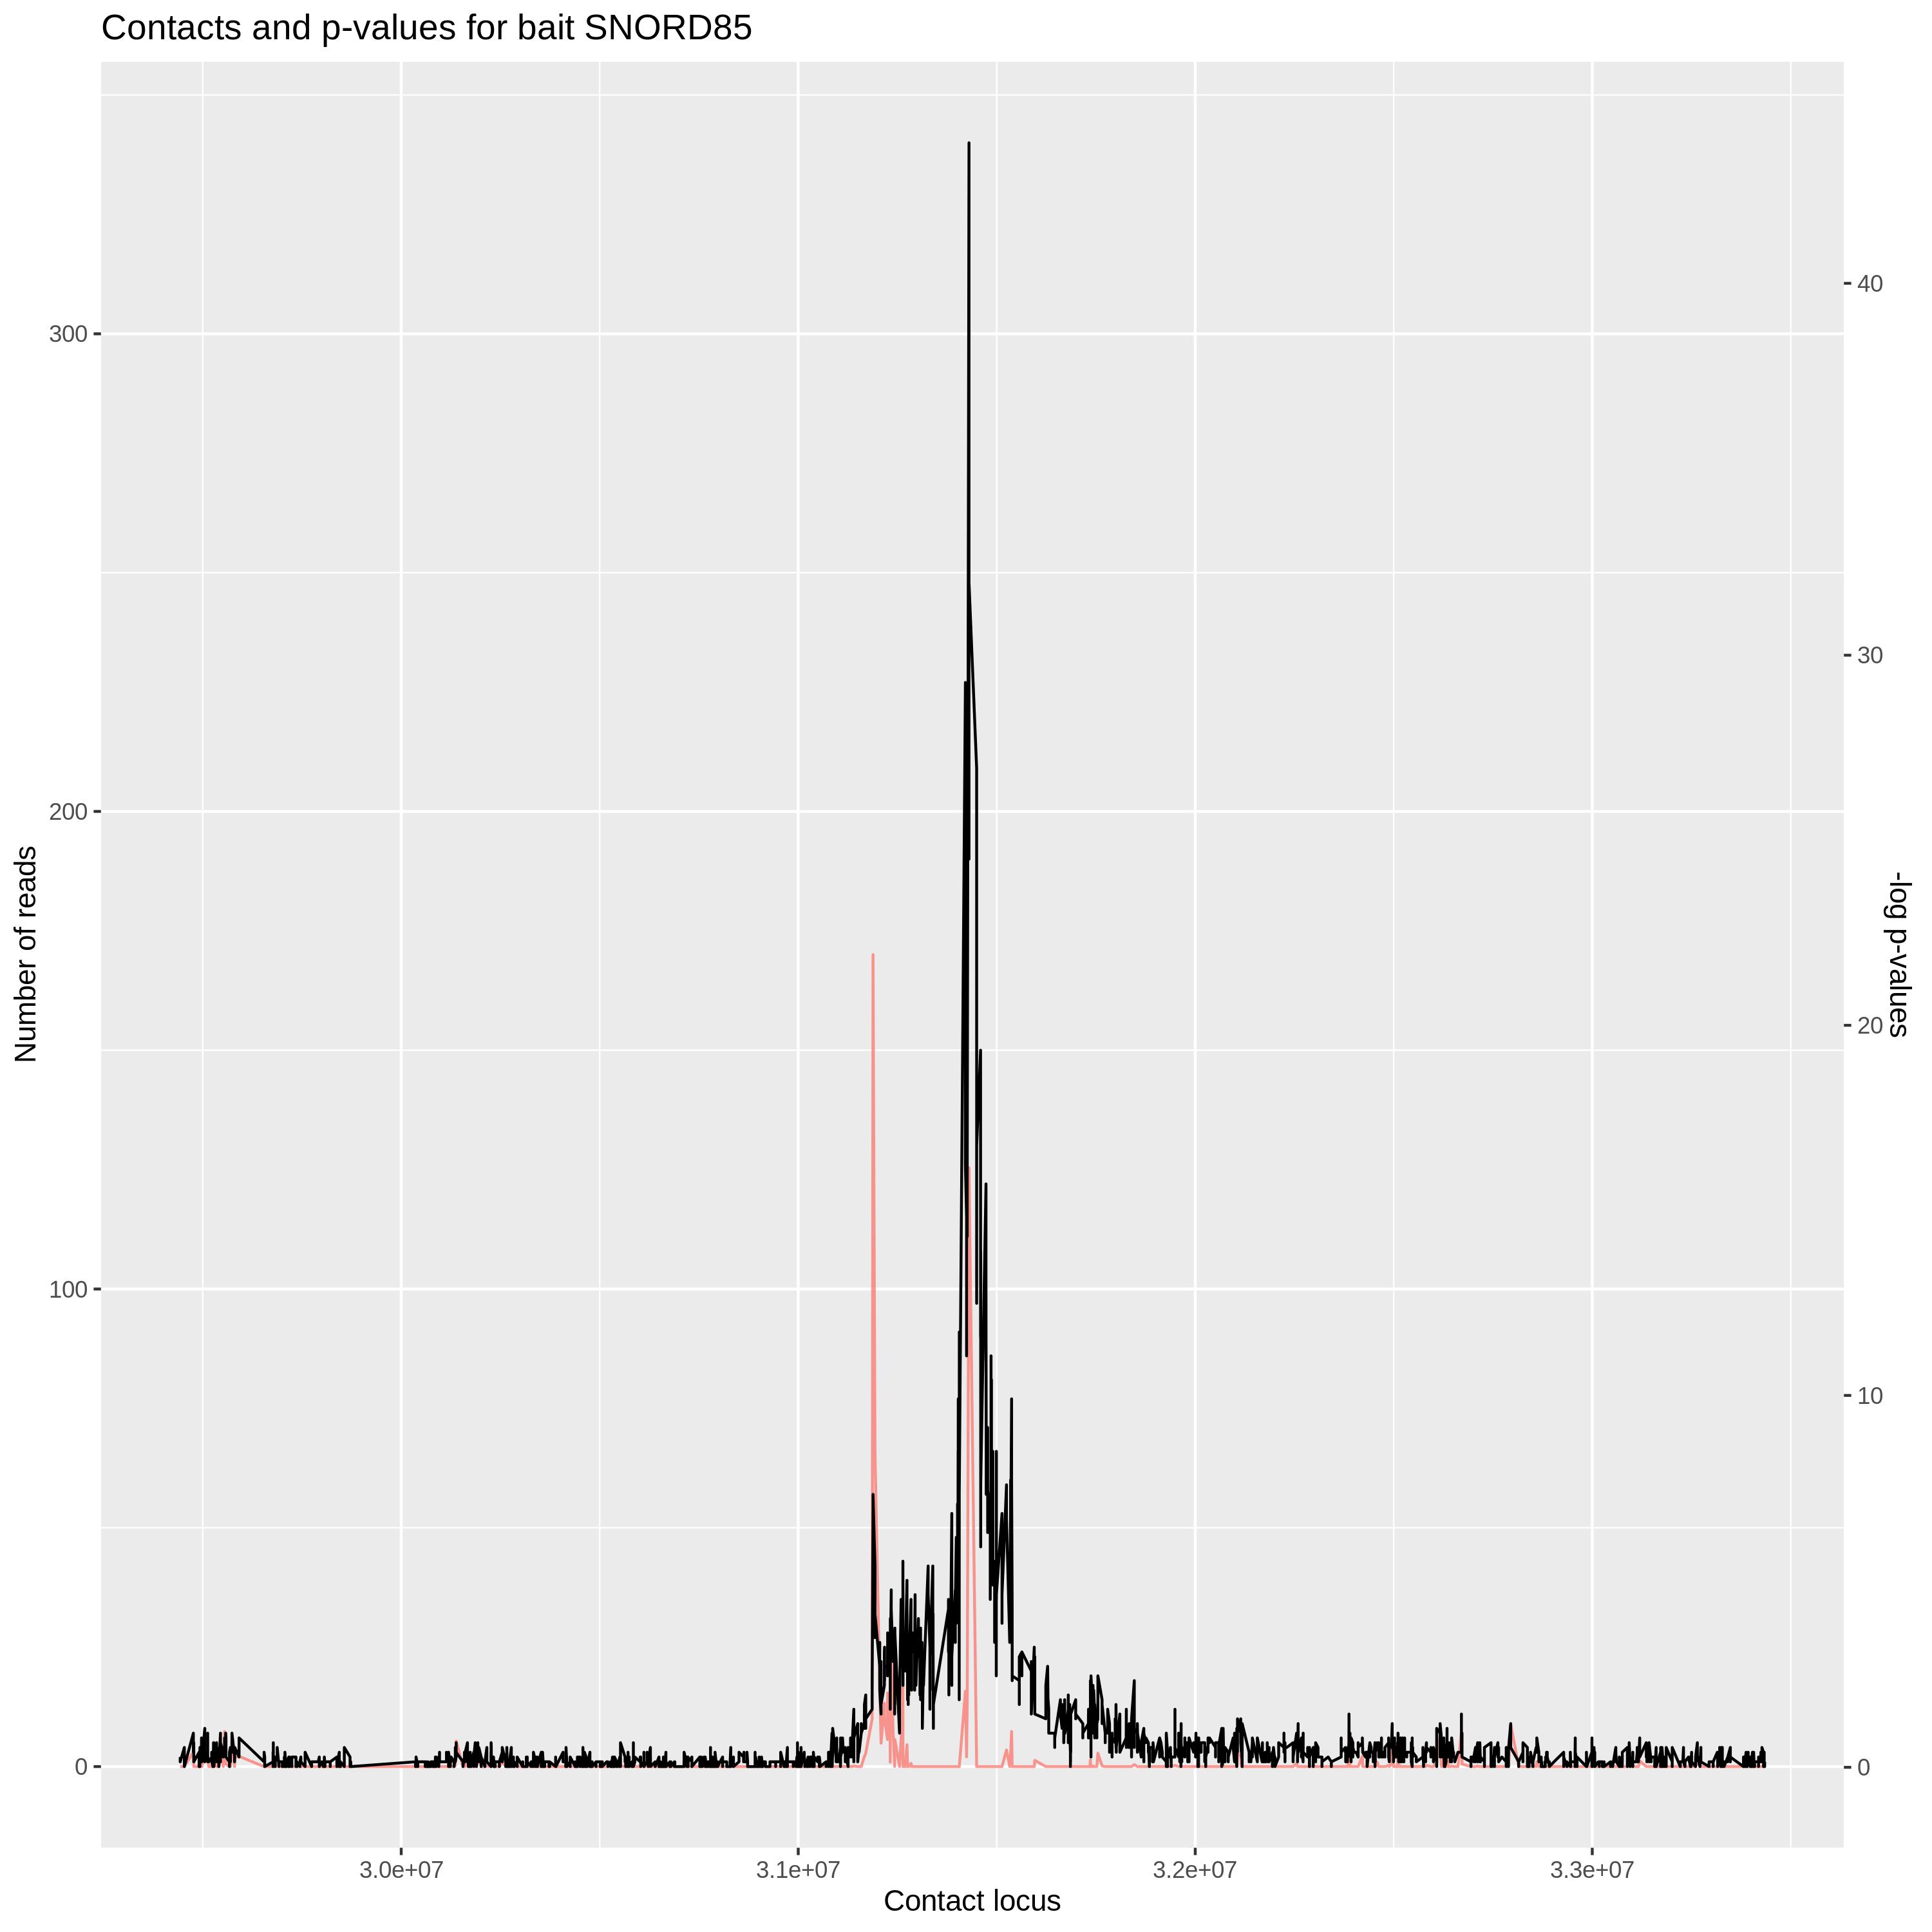 Contacts and p-values for bait SNORD85
300
200
100
0
Number of reads
40
30
20
10
0
-log p-values
3.0e+07
3.1e+07
3.2e+07
3.3e+07
Contact locus